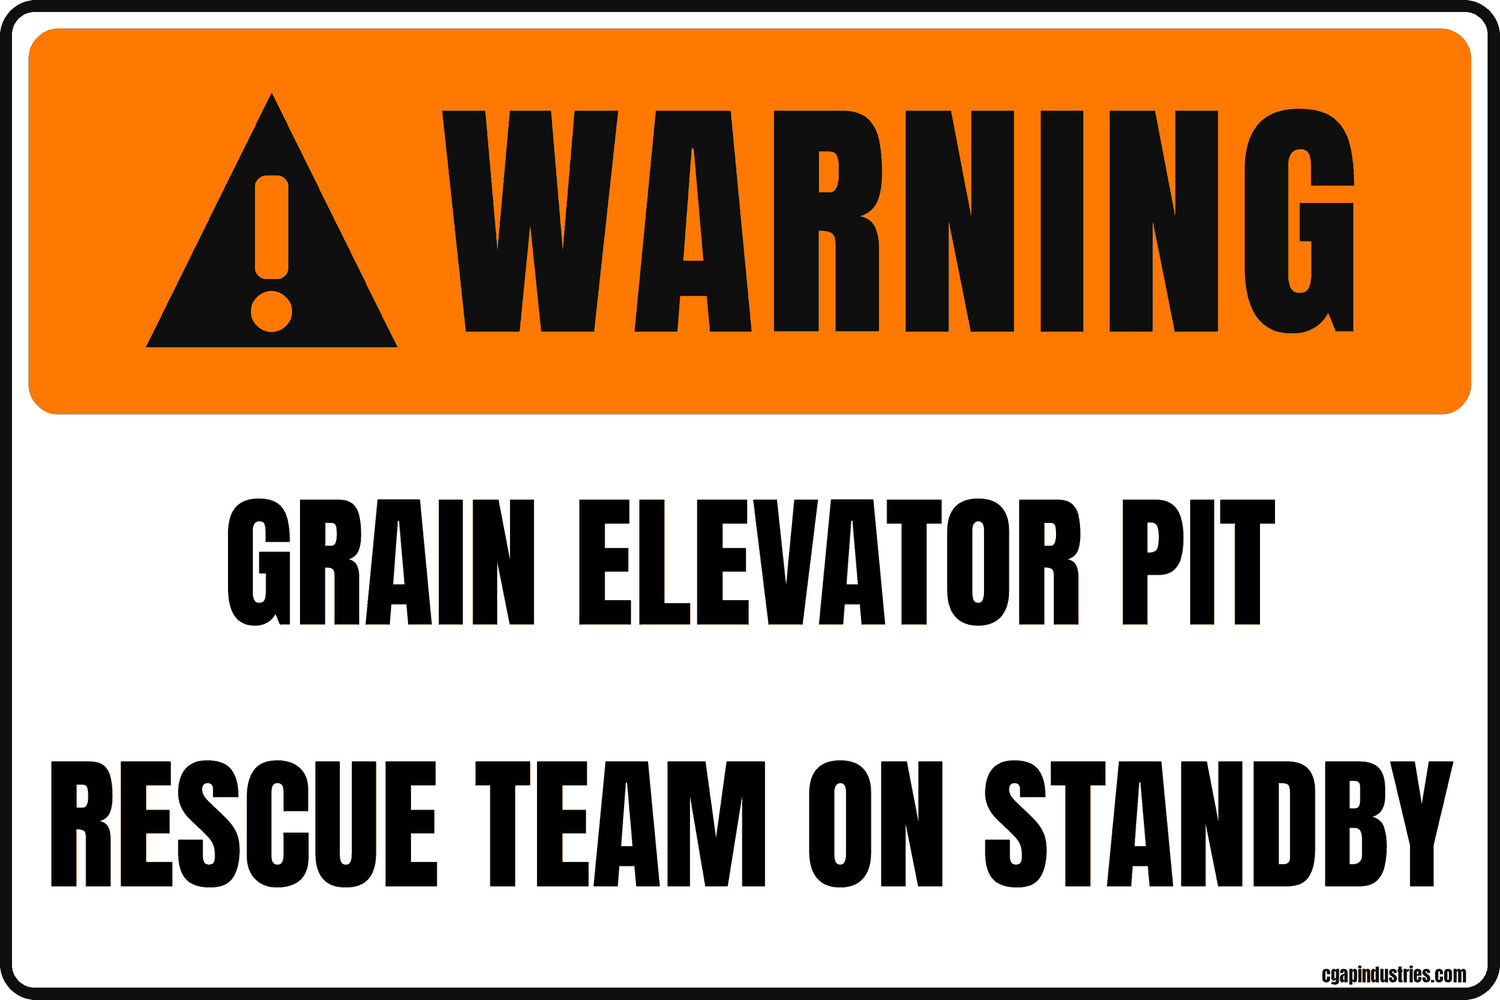 WARNING
GRAIN ELEVATOR PIT
RESCUE TEAM ON STANDBY
cgapindustries.com